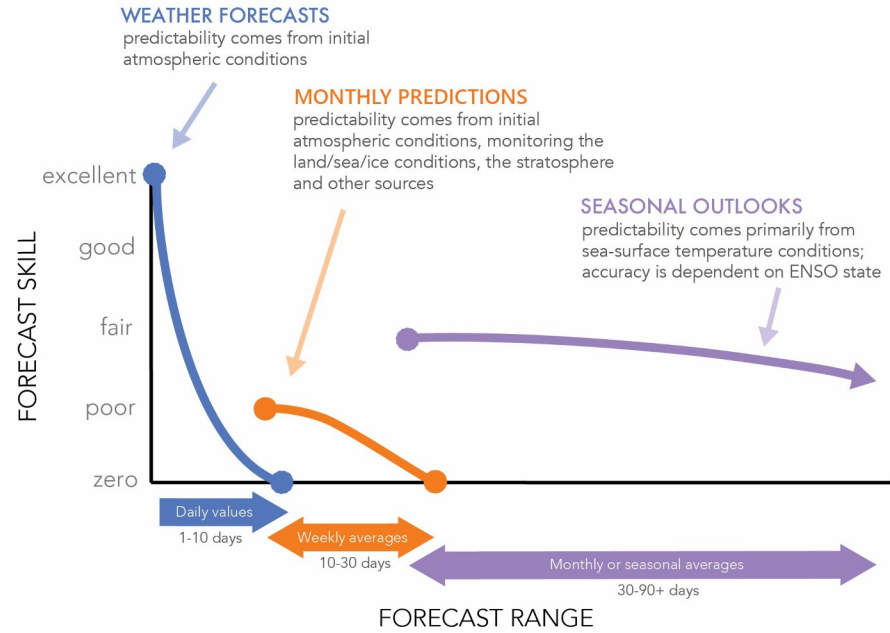 WEATHER FORECASTS
predictability comes from initial
atmospheric conditions
MONTHLY PREDICTIONS
predictability comes from initial
atmospheric conditions, monitoring the
land/sea/ice conditions, the stratosphere
and other sources
SEASONAL OUTLOOKS
predictability comes primarily from
sea-surface temperature conditions;
accuracy is dependent on ENSO state
FORECAST SKILL
excellent
good
fair
poor
zero
Daily values
1-10 days
Weekly averages
10-30 days
Monthly or seasonal averages
30-90+ days
FORECAST RANGE